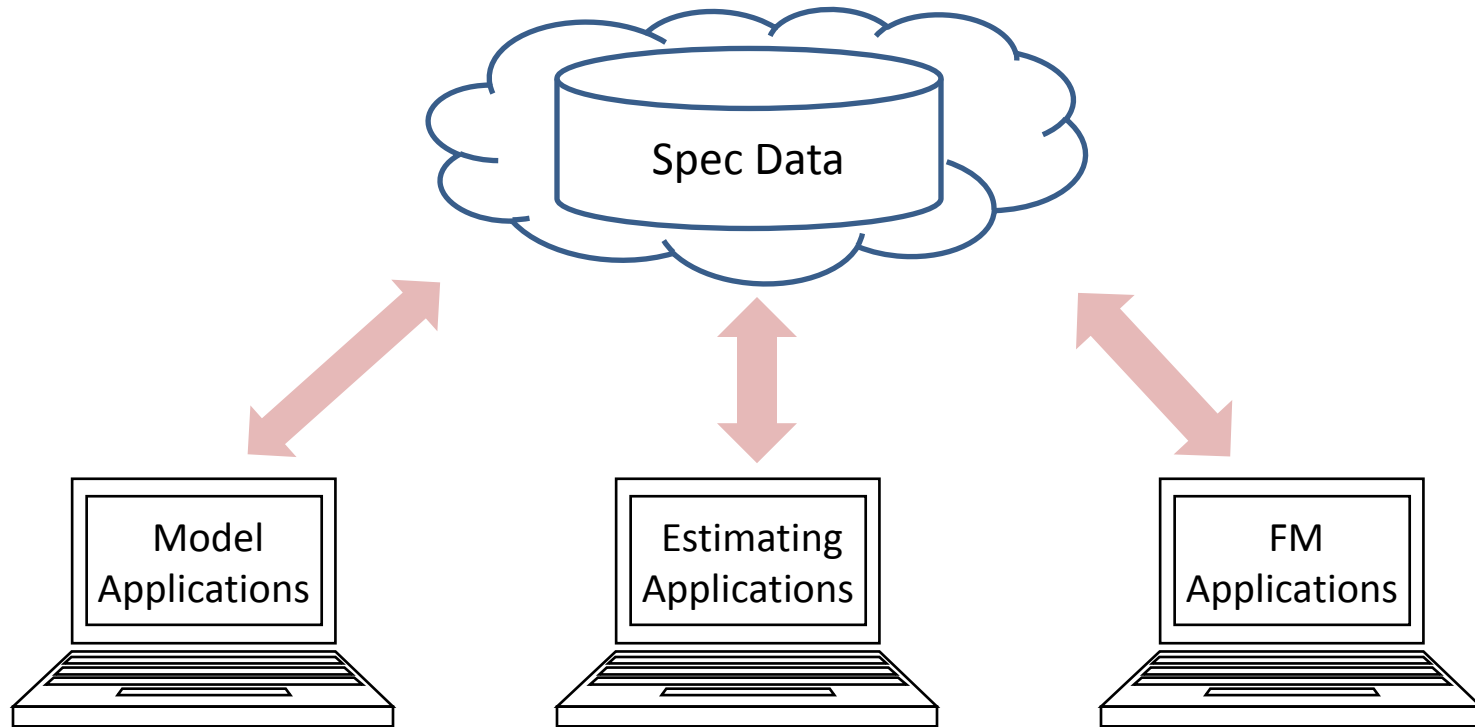 Spec Data
Model
Applications
Estimating
Applications
FM
Applications